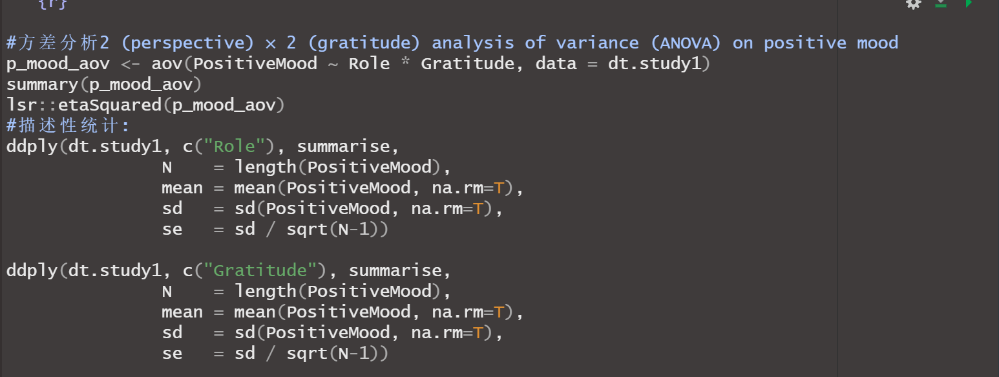 {r}
#方差分析2 (perspective) × 2 (gratitude) analysis of variance (ANOVA) on positive mood
p_mood_aov <- aov(PositiveMood ~ Role * Gratitude, data = dt.study1)
summary(p_mood_aov)
lsr::etaSquared(p_mood_aov)
#描述性统计:
ddply(dt.study1, c("Role"), summarise,
N    = length(PositiveMood),
mean = mean(PositiveMood, na.rm=T),
sd   = sd(PositiveMood, na.rm=T),
se   = sd / sqrt(N-1))
ddply(dt.study1, c("Gratitude"), summarise,
N    = length(PositiveMood),
mean = mean(PositiveMood, na.rm=T),
sd   = sd(PositiveMood, na.rm=T),
se   = sd / sqrt(N-1))